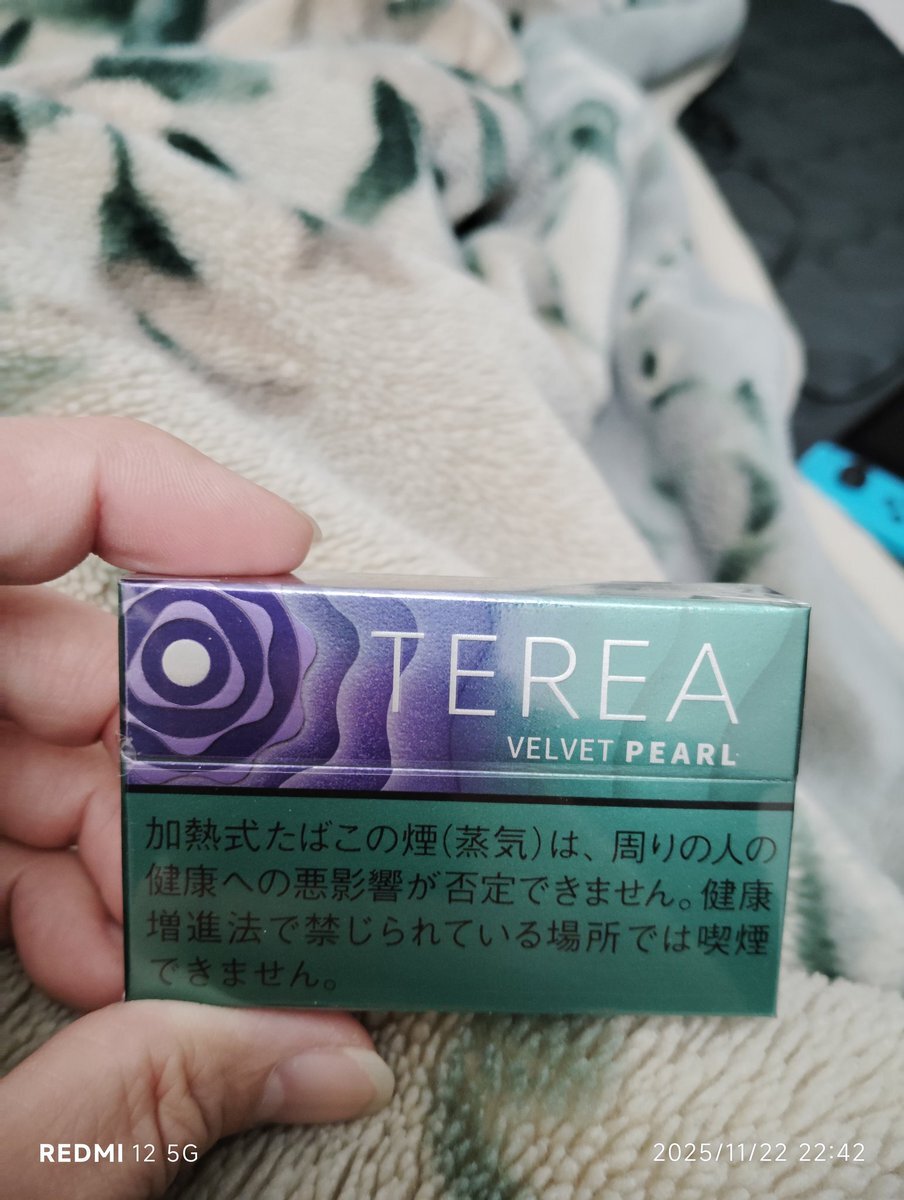 TEREA
VELVET PEARL
加熱式たばこの煙(蒸気)は、周りの人の
健康への悪影響が否定できません。健康
増進法で禁じられている場所では喫煙
できません。
REDMI 12 5G
2025/11/22 22:42